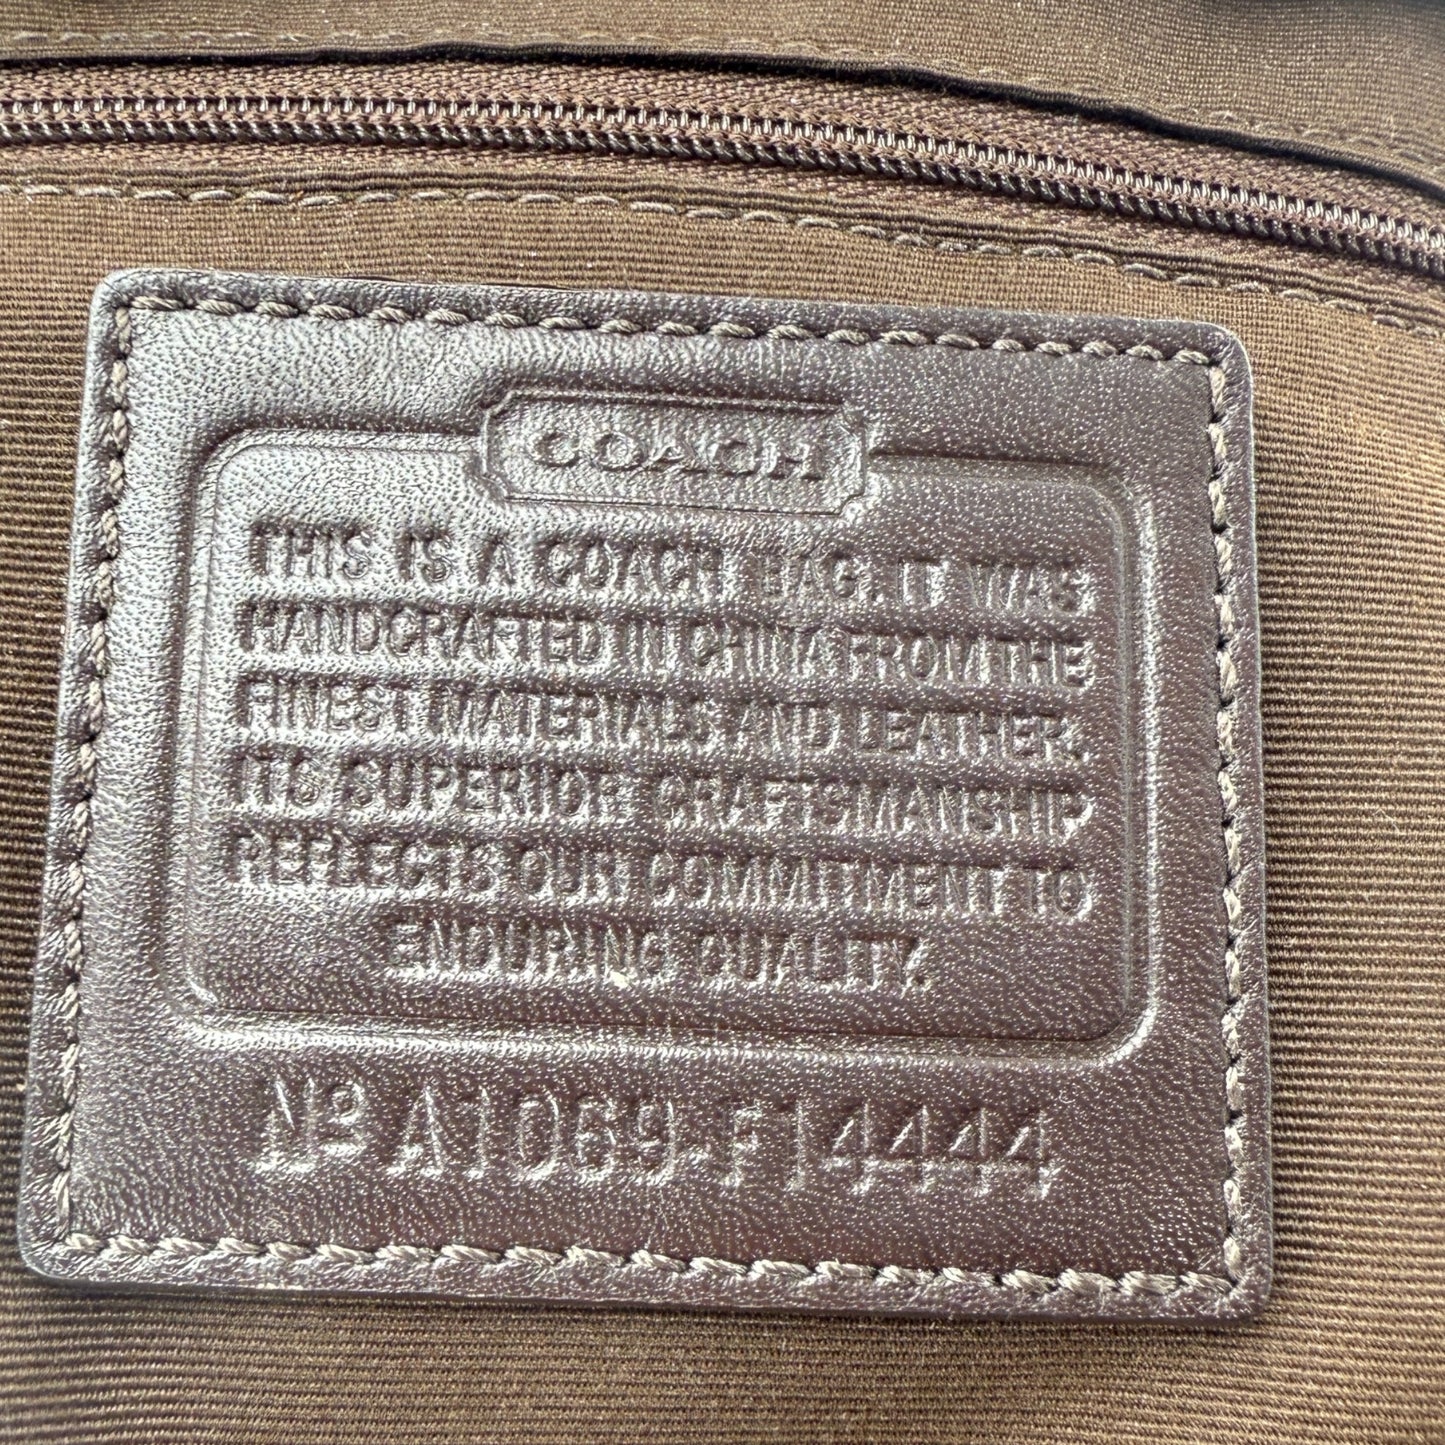 COACH
THIS IS A COACH BAG. IT WAS
HANDCRAFTED IN CHINA FROM THE
FINEST MATERIALS AND LEATHER.
ITS SUPERIOR CRAFTSMANSHIP
REFLECTS OUR COMMITMENT TO
ENDURING QUALITY.
Nº A1069-F14444